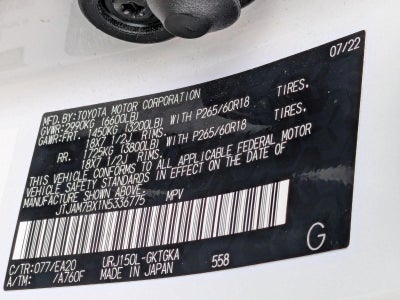 07/22
MFD.BY:TOYOTA MOTOR CORPORATION
GVWR:2990KG (6600LB)
GAWR:FRT. 1450KG (3200LB) WITH P265/60R18 TIRES.
18X7 1/2J RIMS.
RR. 1725KG (3800LB) WITH P265/60R18 TIRES.
18X7 1/2J RIMS.
THIS VEHICLE CONFORMS TO ALL APPLICABLE FEDERAL MOTOR
VEHICLE SAFETY STANDARDS IN EFFECT ON THE DATE OF
MANUFACTURE SHOWN ABOVE.
JTJAM7BX1N5336775 MPV
C/TR:077/EA20 URJ150L-GKTGKA
/A760F MADE IN JAPAN 558
G